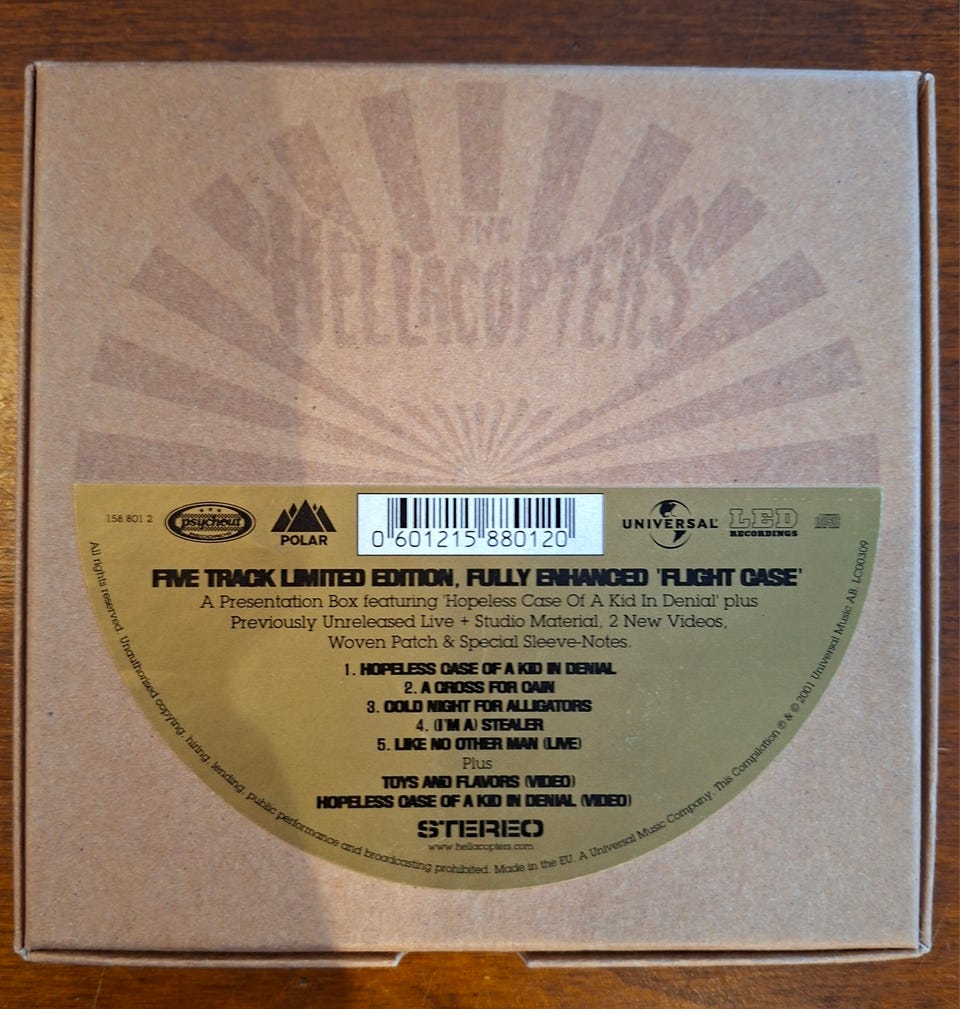 THE
HELLACOPTERS
158 801 2
psychout
POLAR
0 601215 880120
UNIVERSAL
LED
RECORDINGS
FIVE TRACK LIMITED EDITION, FULLY ENHANCED 'FLIGHT CASE'
A Presentation Box featuring 'Hopeless Case Of A Kid In Denial' plus
Previously Unreleased Live + Studio Material, 2 New Videos,
Woven Patch & Special Sleeve-Notes.
1. HOPELESS CASE OF A KID IN DENIAL
2. A CROSS FOR CAIN
3. COLD NIGHT FOR ALLIGATORS
4. (I'M A) STEALER
5. LIKE NO OTHER MAN (LIVE)
Plus
TOYS AND FLAVORS (VIDEO)
HOPELESS CASE OF A KID IN DENIAL (VIDEO)
STEREO
www.hellacopters.com
All rights reserved. Unauthorised copying, hiring, lending, public performance and broadcasting prohibited. Made in the EU. A Universal Music Company. This Compilation ℗ & © 2001 Universal Music AB. LC00309